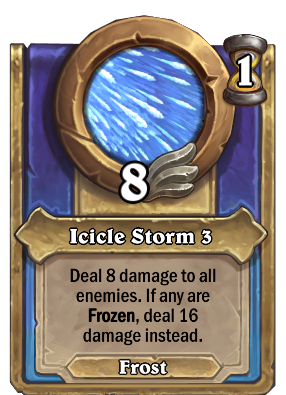 1
8
Icicle Storm 3
Deal 8 damage to all
enemies. If any are
Frozen, deal 16
damage instead.
Frost